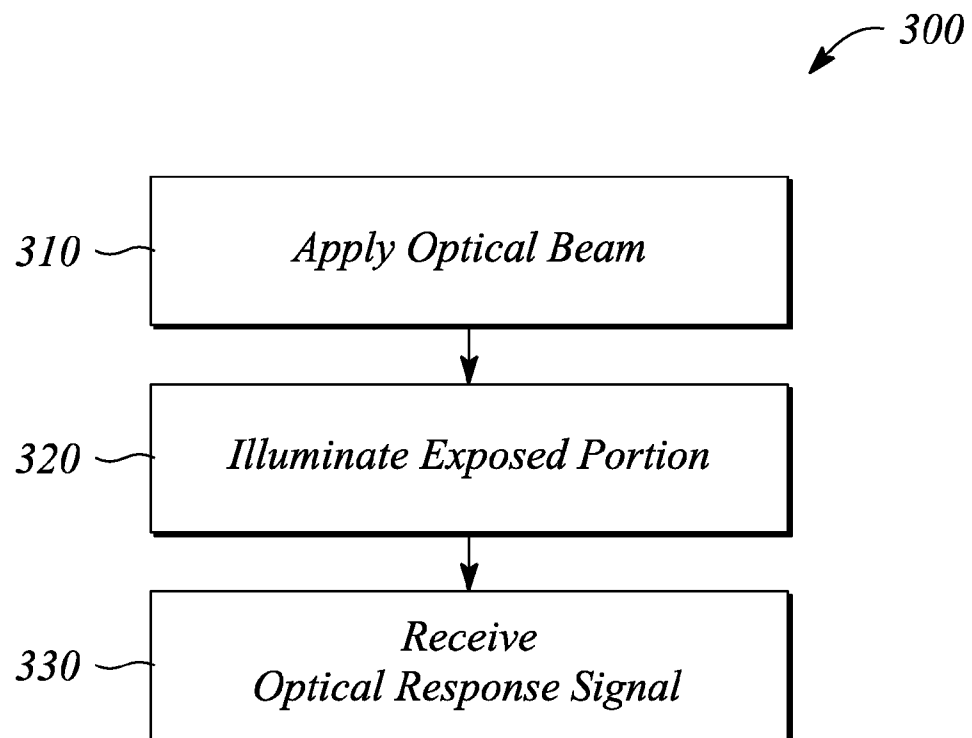 300
310
Apply Optical Beam
320
Illuminate Exposed Portion
330
Receive
Optical Response Signal